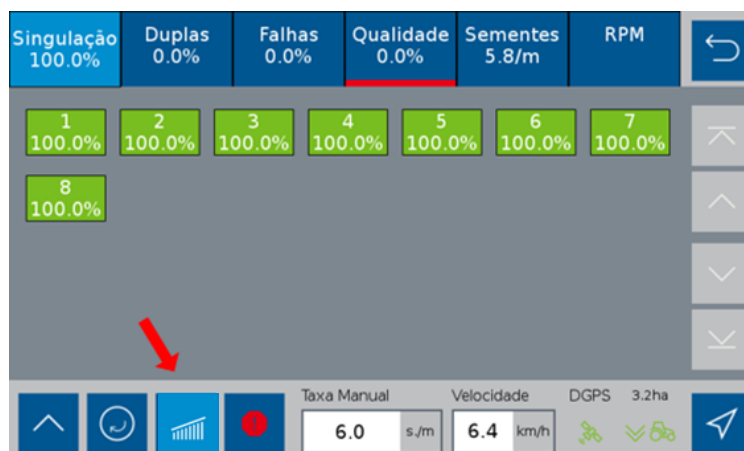 Singulação Duplas Falhas Qualidade Sementes RPM
100.0% 0.0% 0.0% 0.0% 5.8/m
1 2 3 4 5 6 7
100.0% 100.0% 100.0% 100.0% 100.0% 100.0% 100.0%
8
100.0%
Taxa Manual Velocidade DGPS 3.2ha
6.0 s./m 6.4 km/h